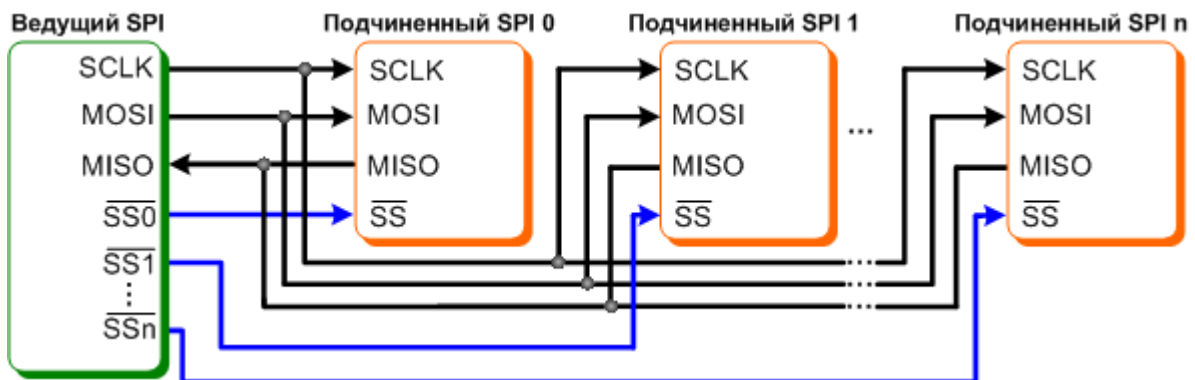 Ведущий SPI
SCLK
MOSI
MISO
SS0
SS1
⋮
SSn
Подчиненный SPI 0
SCLK
MOSI
MISO
SS
Подчиненный SPI 1
SCLK
MOSI
MISO
SS
...
Подчиненный SPI n
SCLK
MOSI
MISO
SS